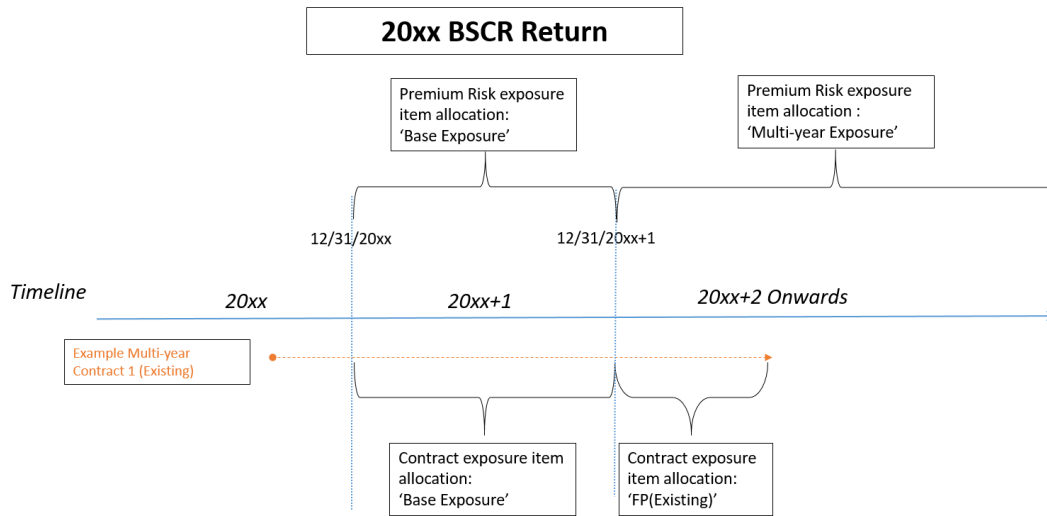 20xx BSCR Return
Premium Risk exposure
item allocation:
‘Base Exposure’
Premium Risk exposure
item allocation :
‘Multi-year Exposure’
12/31/20xx
12/31/20xx+1
Timeline
20xx
20xx+1
20xx+2 Onwards
Example Multi-year
Contract 1 (Existing)
Contract exposure item
allocation:
‘Base Exposure’
Contract exposure
item allocation:
‘FP(Existing)’